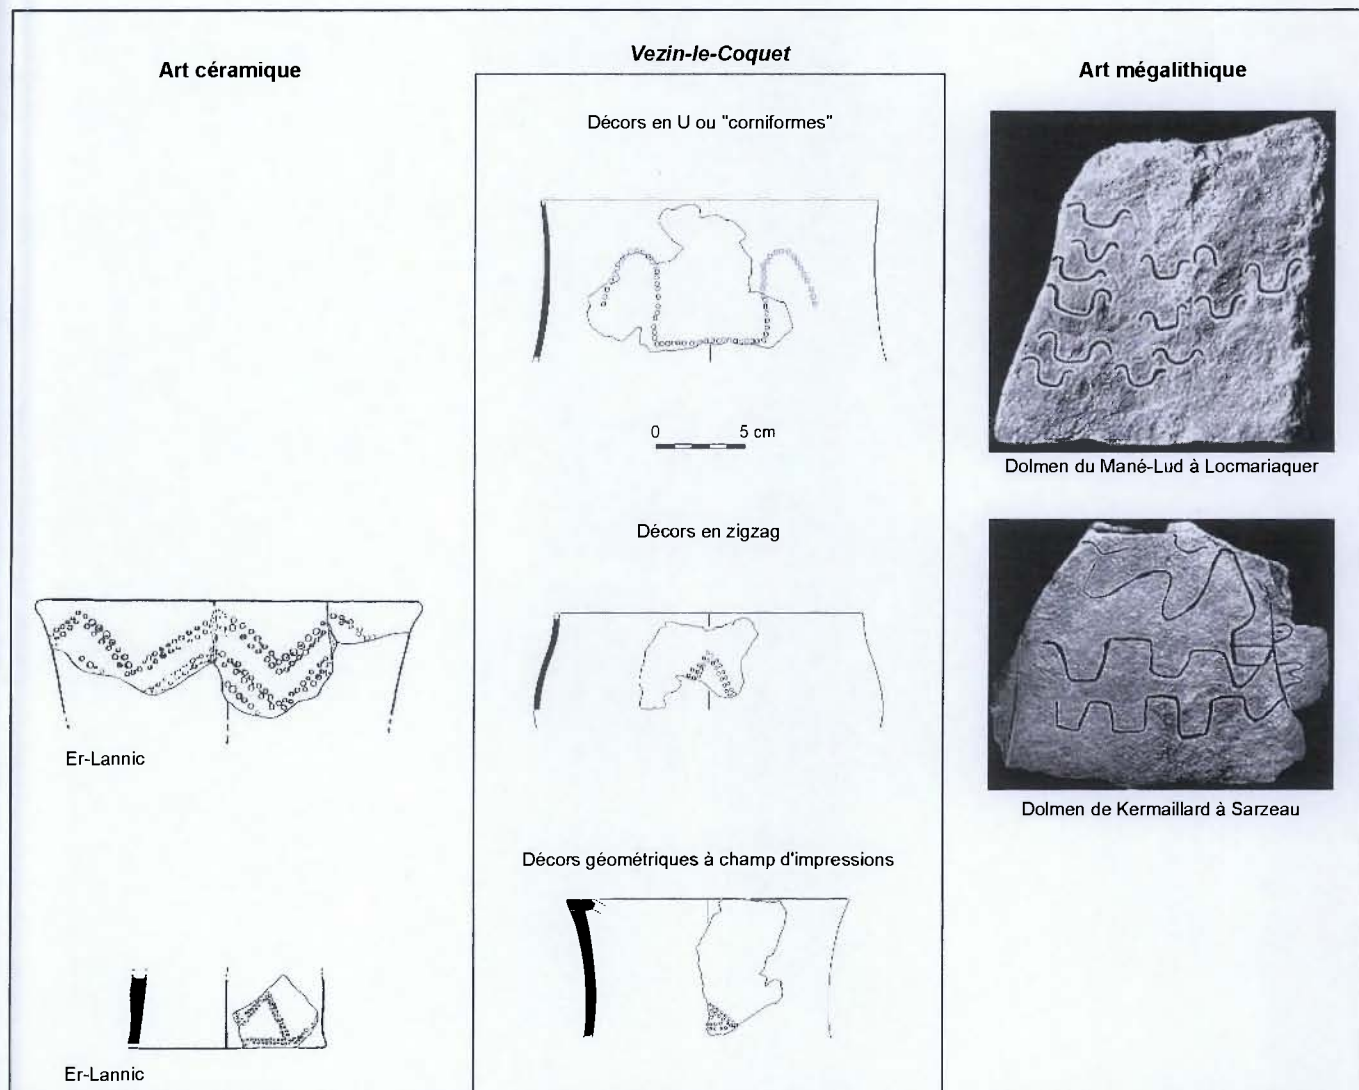 Art céramique
Vezin-le-Coquet
Art mégalithique
Décors en U ou "corniformes"
0 5 cm
Dolmen du Mané-Lud à Locmariaquer
Décors en zigzag
Er-Lannic
Dolmen de Kermaillard à Sarzeau
Décors géométriques à champ d'impressions
Er-Lannic